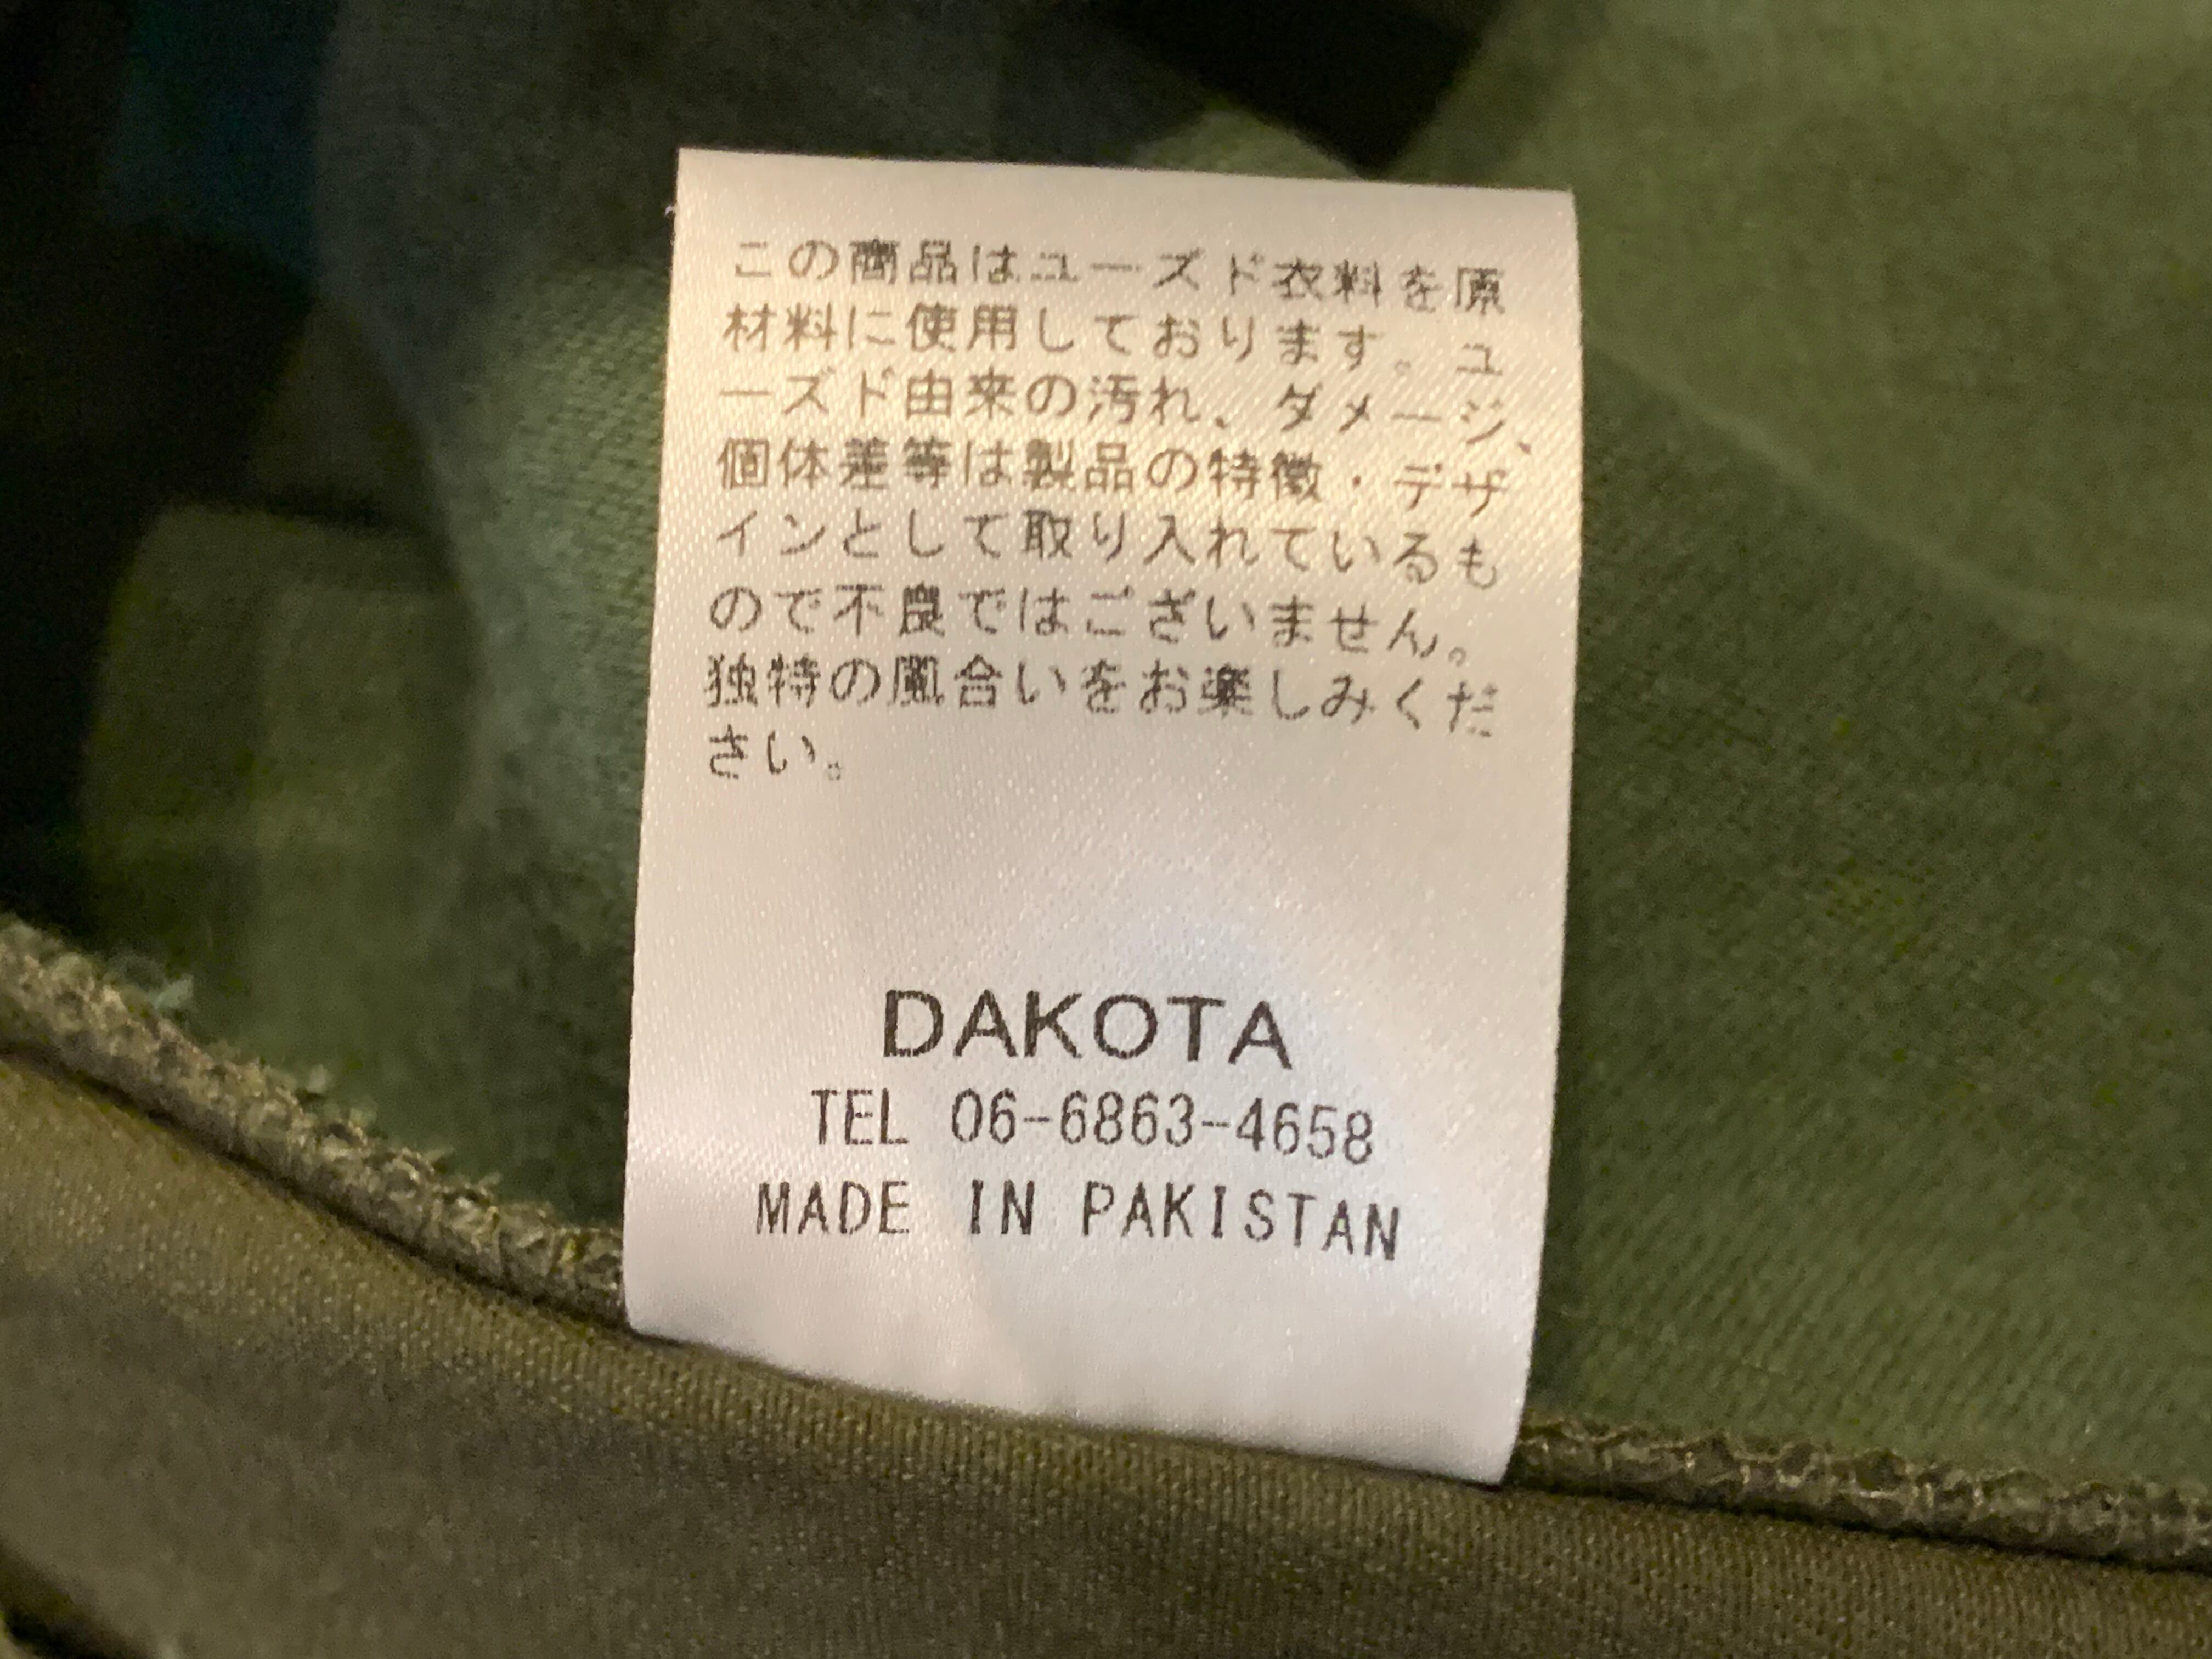 この商品はユーズド衣料を原
材料に使用しております。ユ
ーズド由来の汚れ、ダメージ、
個体差等は製品の特徴・デザ
インとして取り入れているも
ので不良ではございません。
独特の風合いをお楽しみくだ
さい。
DAKOTA
TEL 06-6863-4658
MADE IN PAKISTAN